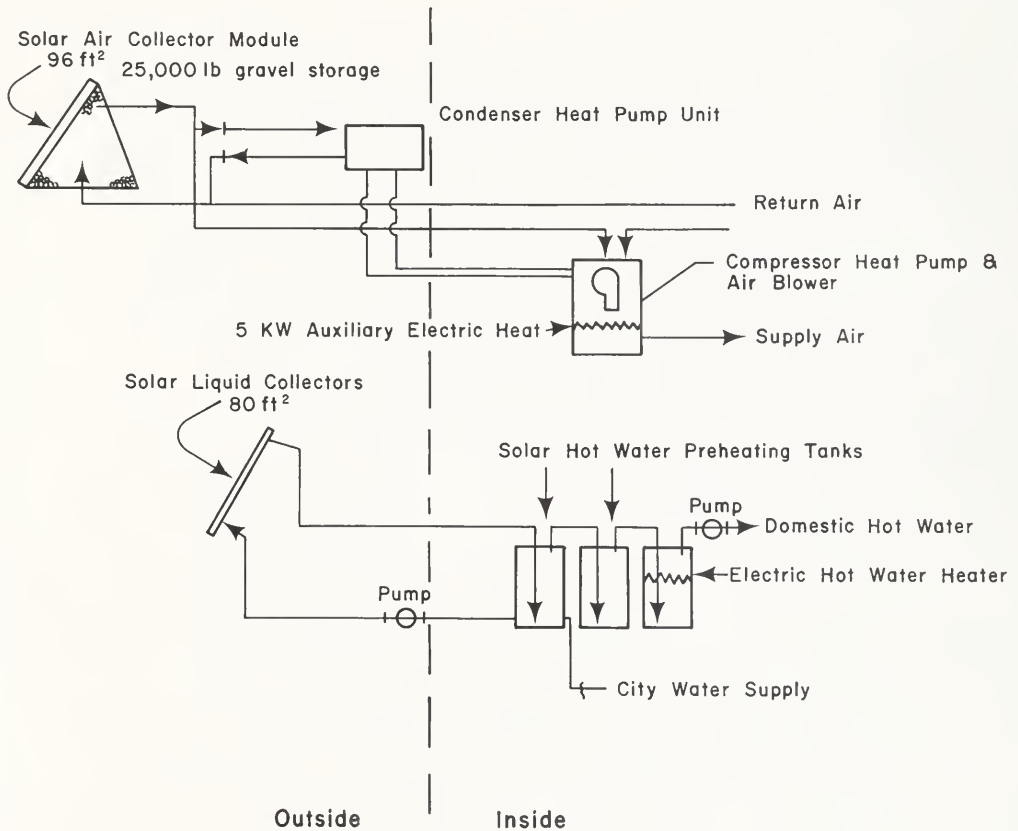 Solar Air Collector Module
96 ft²
25,000 lb gravel storage
Condenser Heat Pump Unit
Return Air
Compressor Heat Pump &
Air Blower
5 KW Auxiliary Electric Heat
Supply Air
Solar Liquid Collectors
80 ft²
Solar Hot Water Preheating Tanks
Pump
Domestic Hot Water
Electric Hot Water Heater
Pump
City Water Supply
Outside
Inside